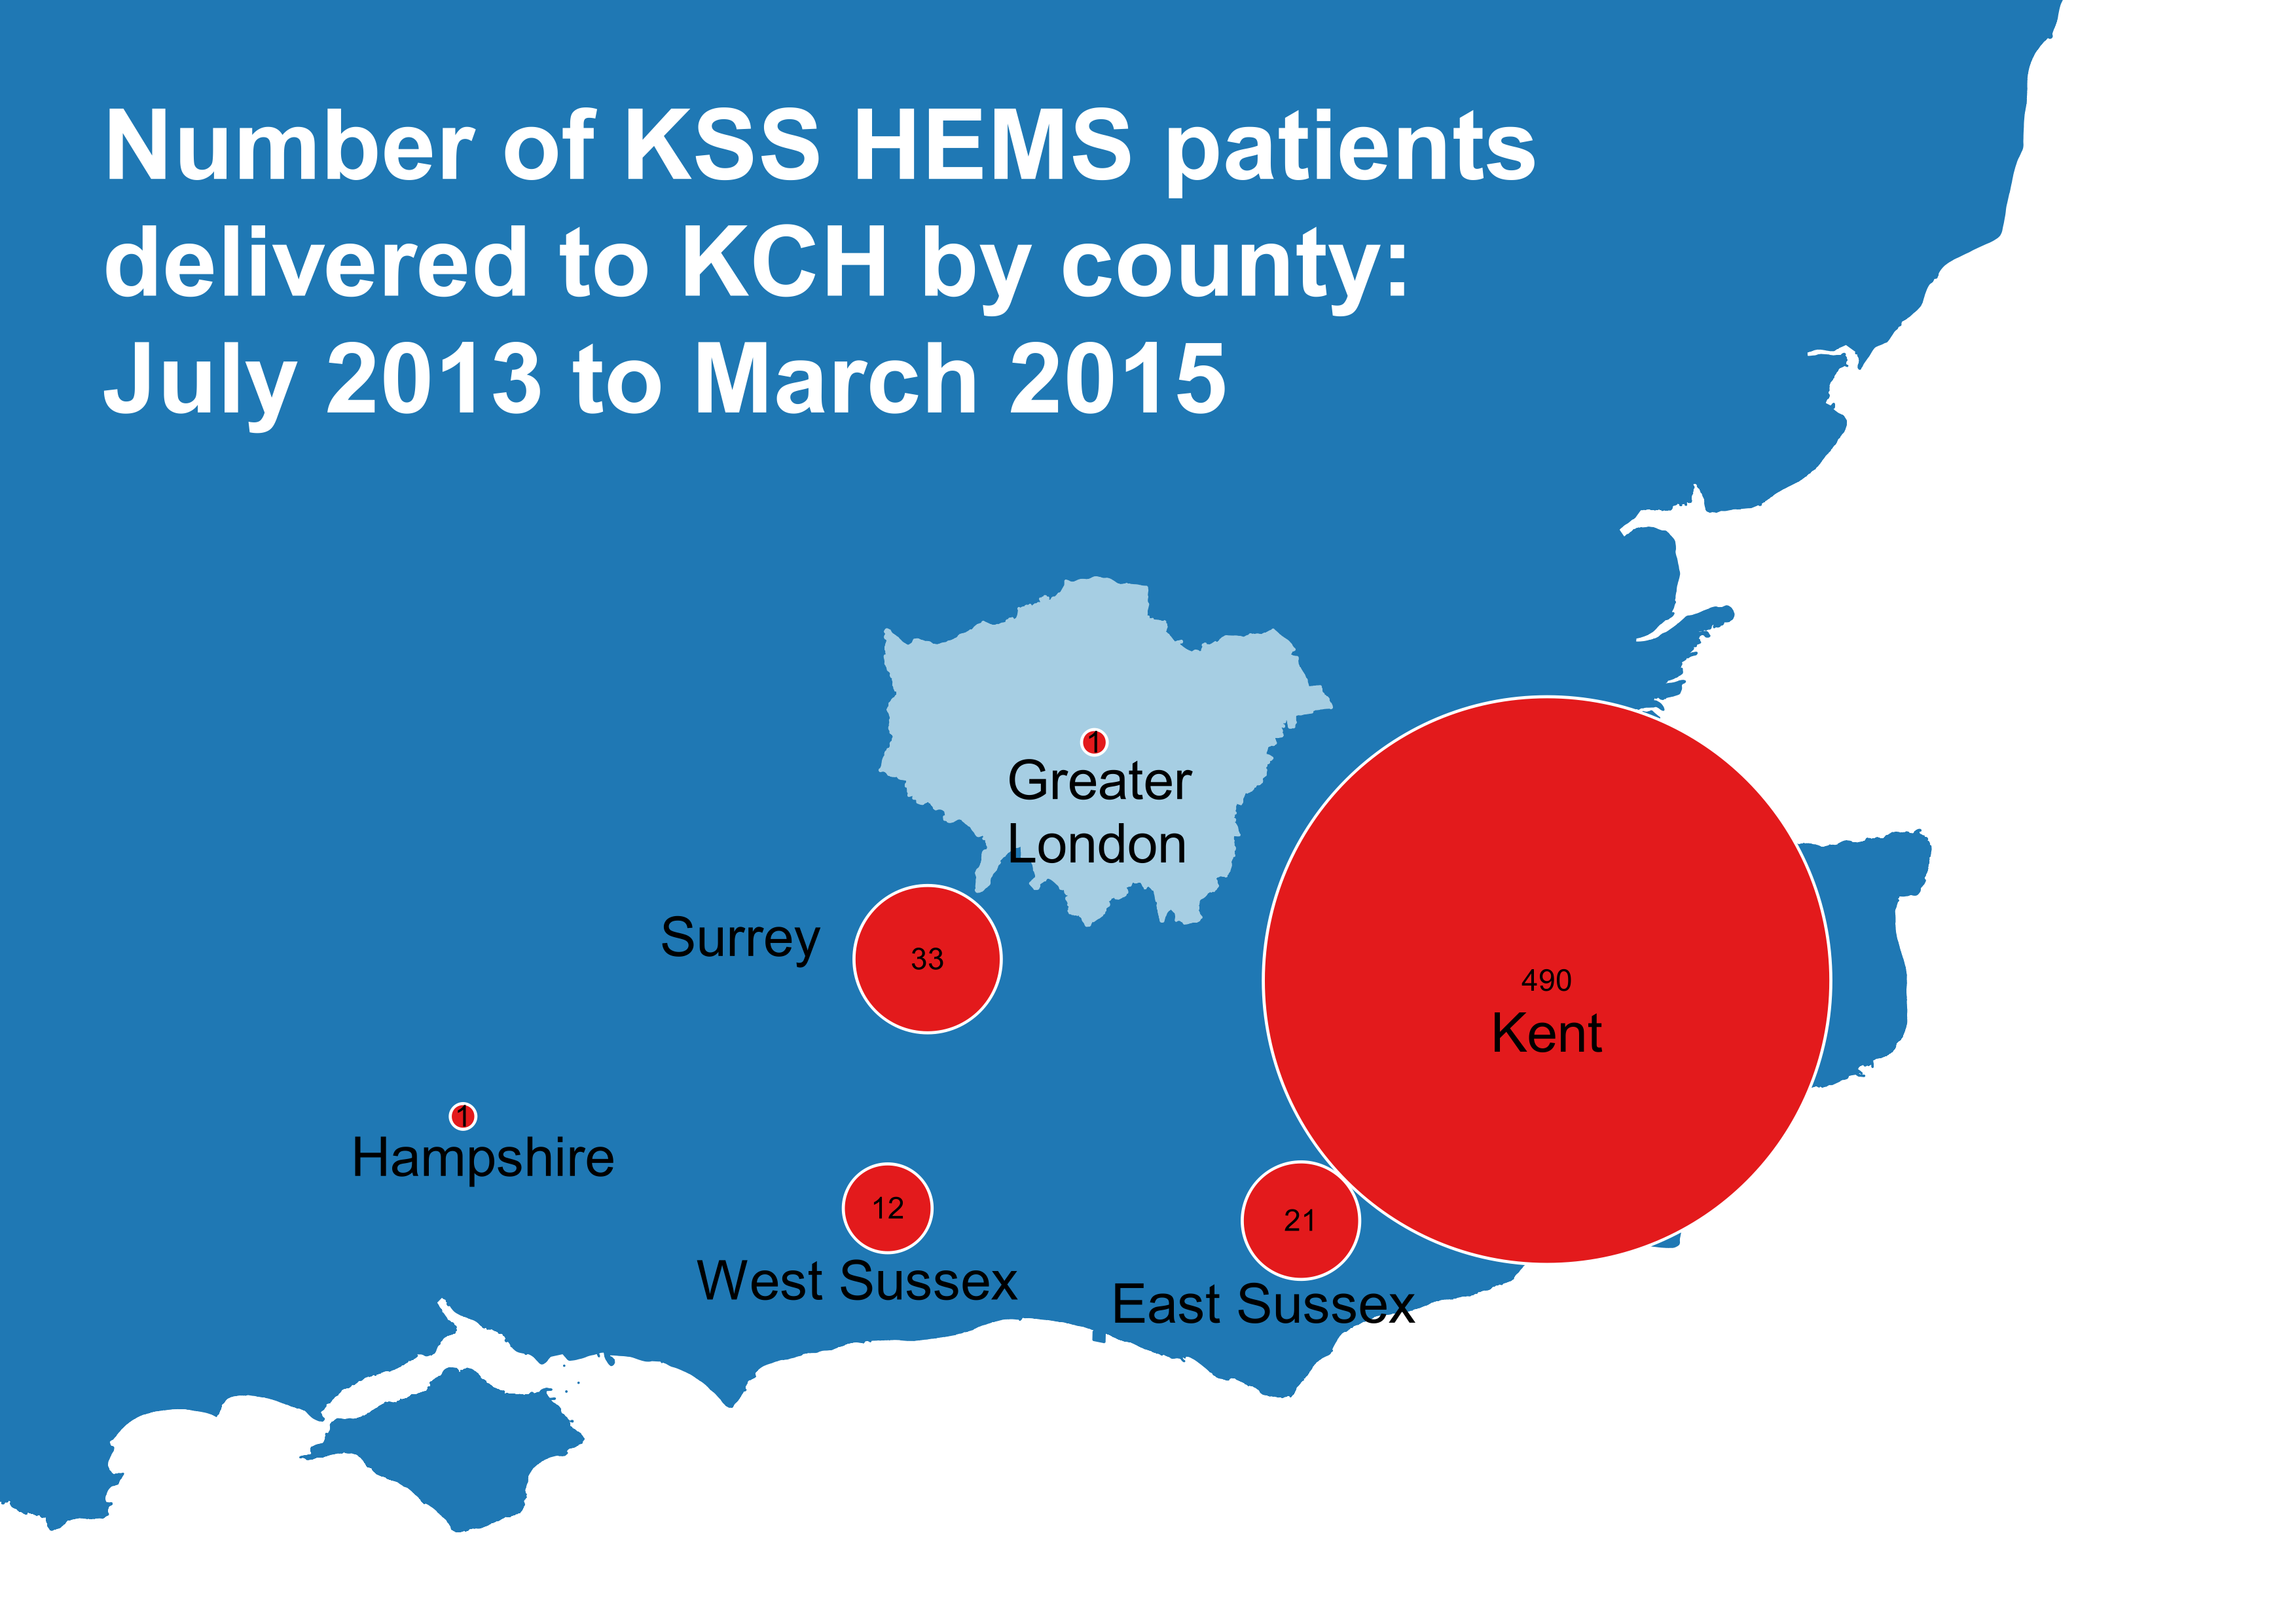 Number of KSS HEMS patients
delivered to KCH by county:
July 2013 to March 2015
1
Greater
London
Surrey
33
490
Kent
1
Hampshire
12
West Sussex
21
East Sussex